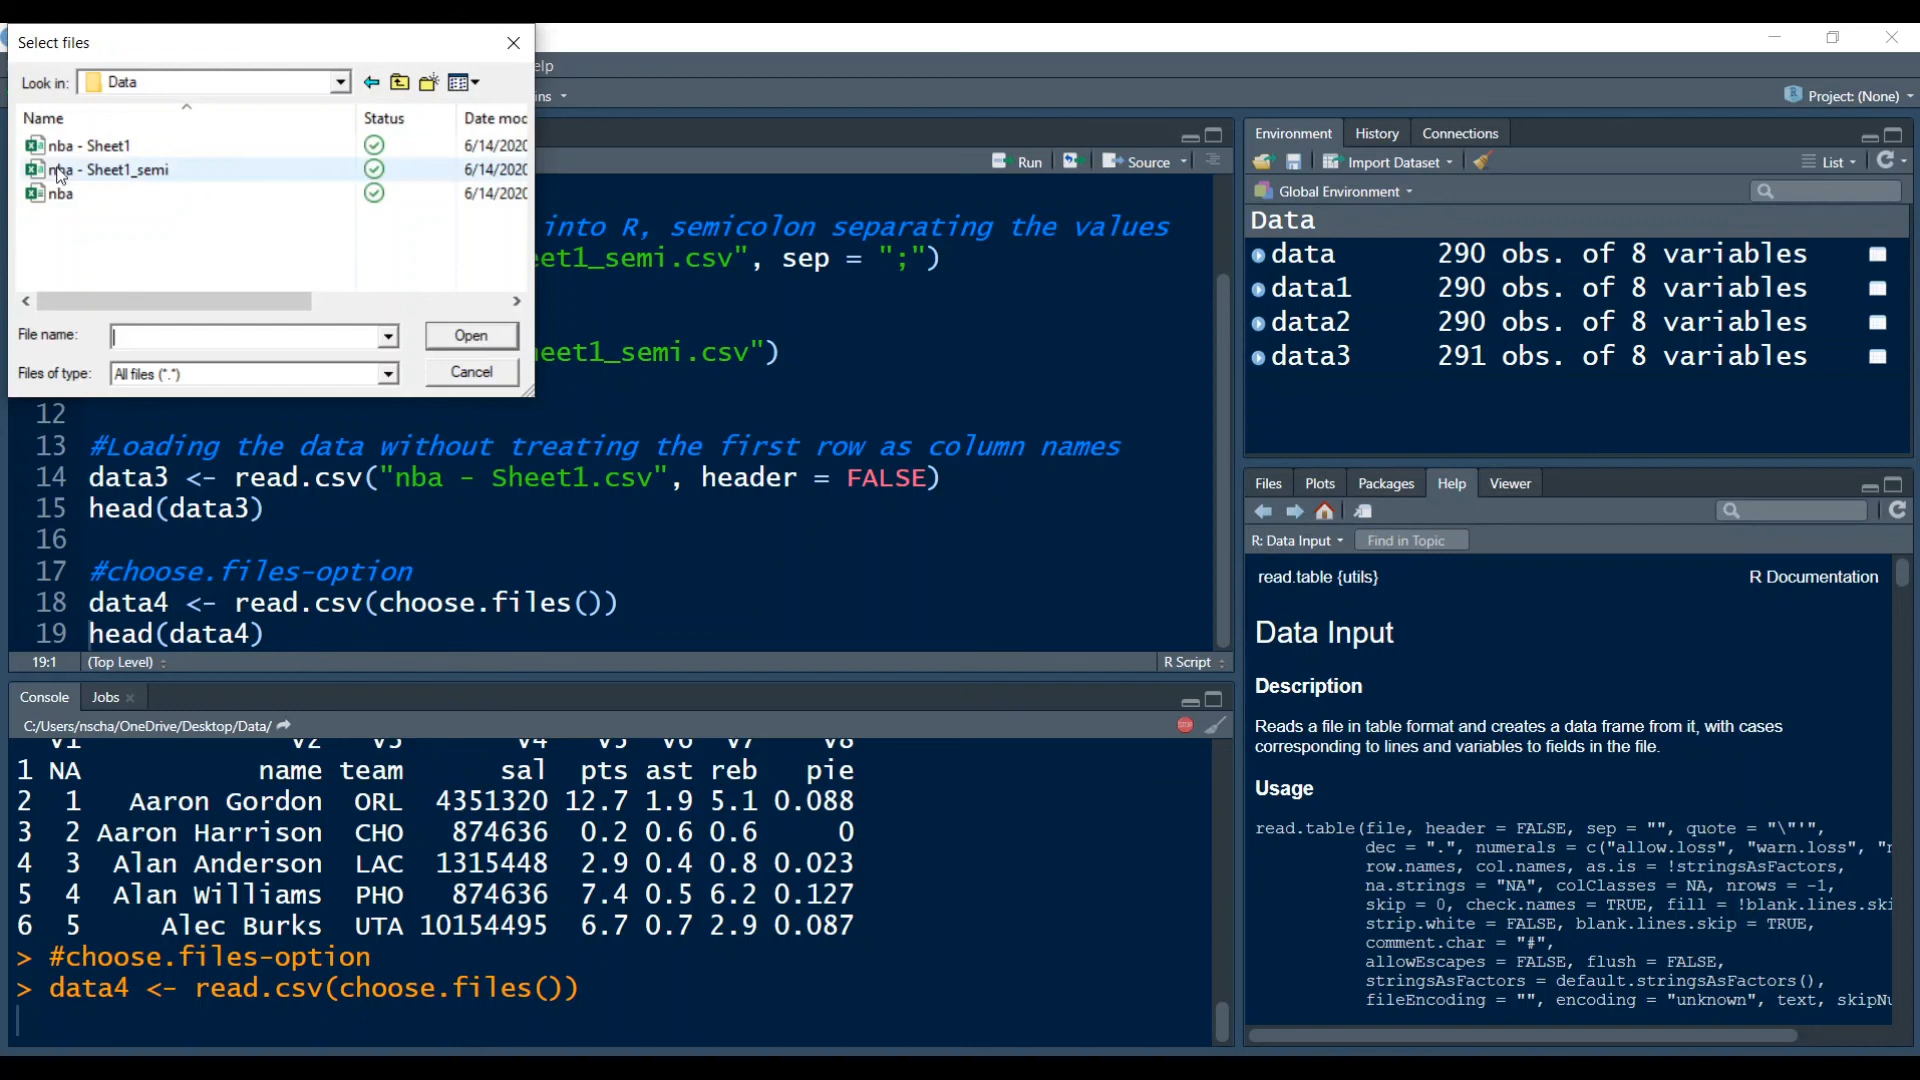 Select files
Look in: Data
Name Status Date mod
nba - Sheet1 6/14/2020
nba - Sheet1_semi 6/14/2020
nba 6/14/2020
File name: Open
Files of type: All files (*.*) Cancel
elp
ins
Project: (None)
Run Source
into R, semicolon separating the values
eet1_semi.csv", sep = ";")
eet1_semi.csv")
12
13 #Loading the data without treating the first row as column names
14 data3 <- read.csv("nba - Sheet1.csv", header = FALSE)
15 head(data3)
16
17 #choose.files-option
18 data4 <- read.csv(choose.files())
19 head(data4)
19:1 (Top Level) R Script
Console Jobs
C:/Users/nscha/OneDrive/Desktop/Data/
V1 V2 V3 V4 V5 V6 V7 V8
1 NA name team sal pts ast reb pie
2 1 Aaron Gordon ORL 4351320 12.7 1.9 5.1 0.088
3 2 Aaron Harrison CHO 874636 0.2 0.6 0.6 0
4 3 Alan Anderson LAC 1315448 2.9 0.4 0.8 0.023
5 4 Alan Williams PHO 874636 7.4 0.5 6.2 0.127
6 5 Alec Burks UTA 10154495 6.7 0.7 2.9 0.087
> #choose.files-option
> data4 <- read.csv(choose.files())
Environment History Connections
Import Dataset List
Global Environment
Data
data 290 obs. of 8 variables
data1 290 obs. of 8 variables
data2 290 obs. of 8 variables
data3 291 obs. of 8 variables
Files Plots Packages Help Viewer
R: Data Input Find in Topic
read.table {utils} R Documentation
Data Input
Description
Reads a file in table format and creates a data frame from it, with cases
corresponding to lines and variables to fields in the file.
Usage
read.table(file, header = FALSE, sep = "", quote = "\"'",
dec = ".", numerals = c("allow.loss", "warn.loss", "n
row.names, col.names, as.is = !stringsAsFactors,
na.strings = "NA", colClasses = NA, nrows = -1,
skip = 0, check.names = TRUE, fill = !blank.lines.ski
strip.white = FALSE, blank.lines.skip = TRUE,
comment.char = "#",
allowEscapes = FALSE, flush = FALSE,
stringsAsFactors = default.stringsAsFactors(),
fileEncoding = "", encoding = "unknown", text, skipNu